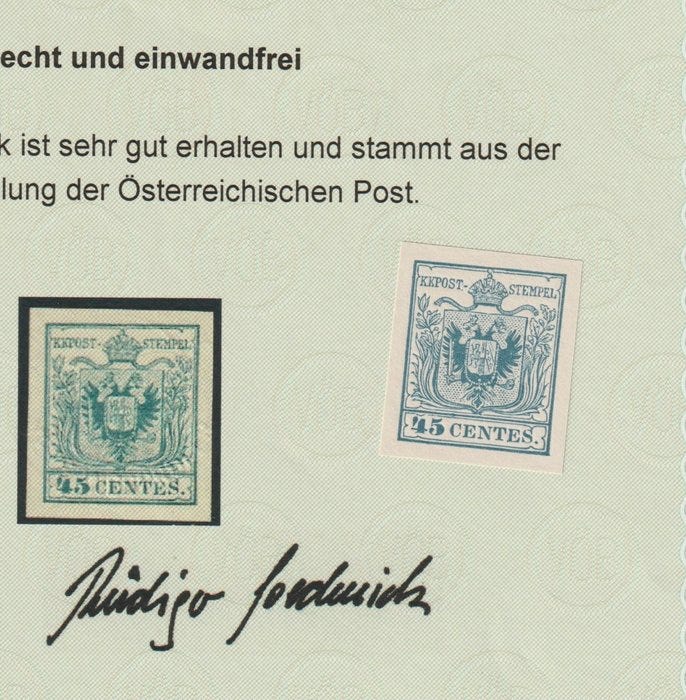 echt und einwandfrei
k ist sehr gut erhalten und stammt aus der
lung der Österreichischen Post.
KKPOST-STEMPEL
45 CENTES.
KKPOST-STEMPEL
45 CENTES.